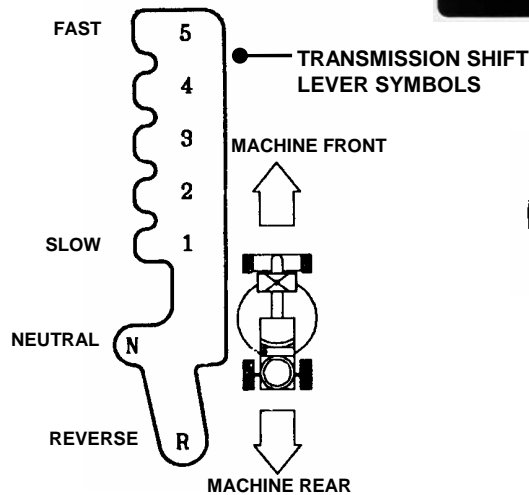 FAST
5
TRANSMISSION SHIFT
LEVER SYMBOLS
4
3
MACHINE FRONT
2
SLOW
1
NEUTRAL
N
REVERSE
R
MACHINE REAR